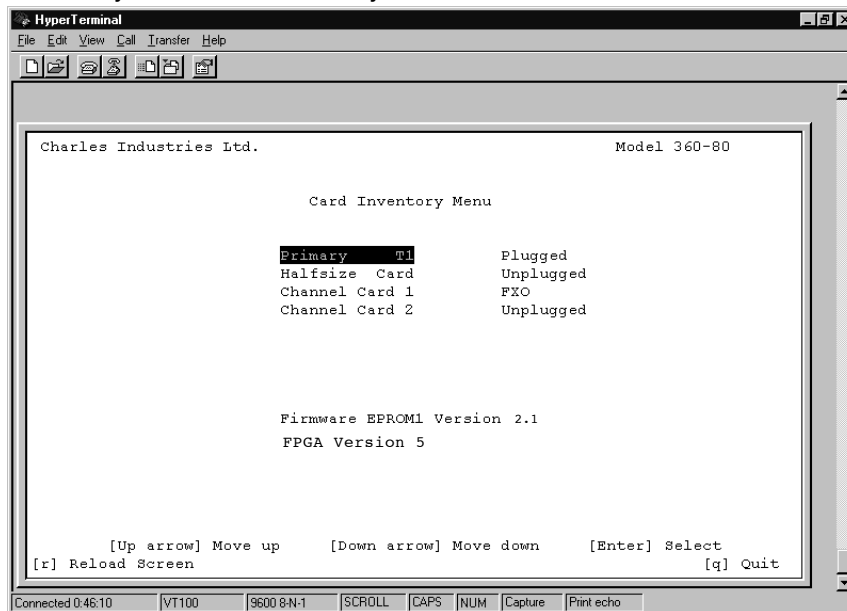 HyperTerminal
File Edit View Call Transfer Help
Charles Industries Ltd. Model 360-80
Card Inventory Menu
Primary T1 Plugged
Halfsize Card Unplugged
Channel Card 1 FXO
Channel Card 2 Unplugged
Firmware EPROM1 Version 2.1
FPGA Version 5
[Up arrow] Move up [Down arrow] Move down [Enter] Select
[r] Reload Screen [q] Quit
Connected 0:46:10 VT100 9600 8-N-1 SCROLL CAPS NUM Capture Print echo